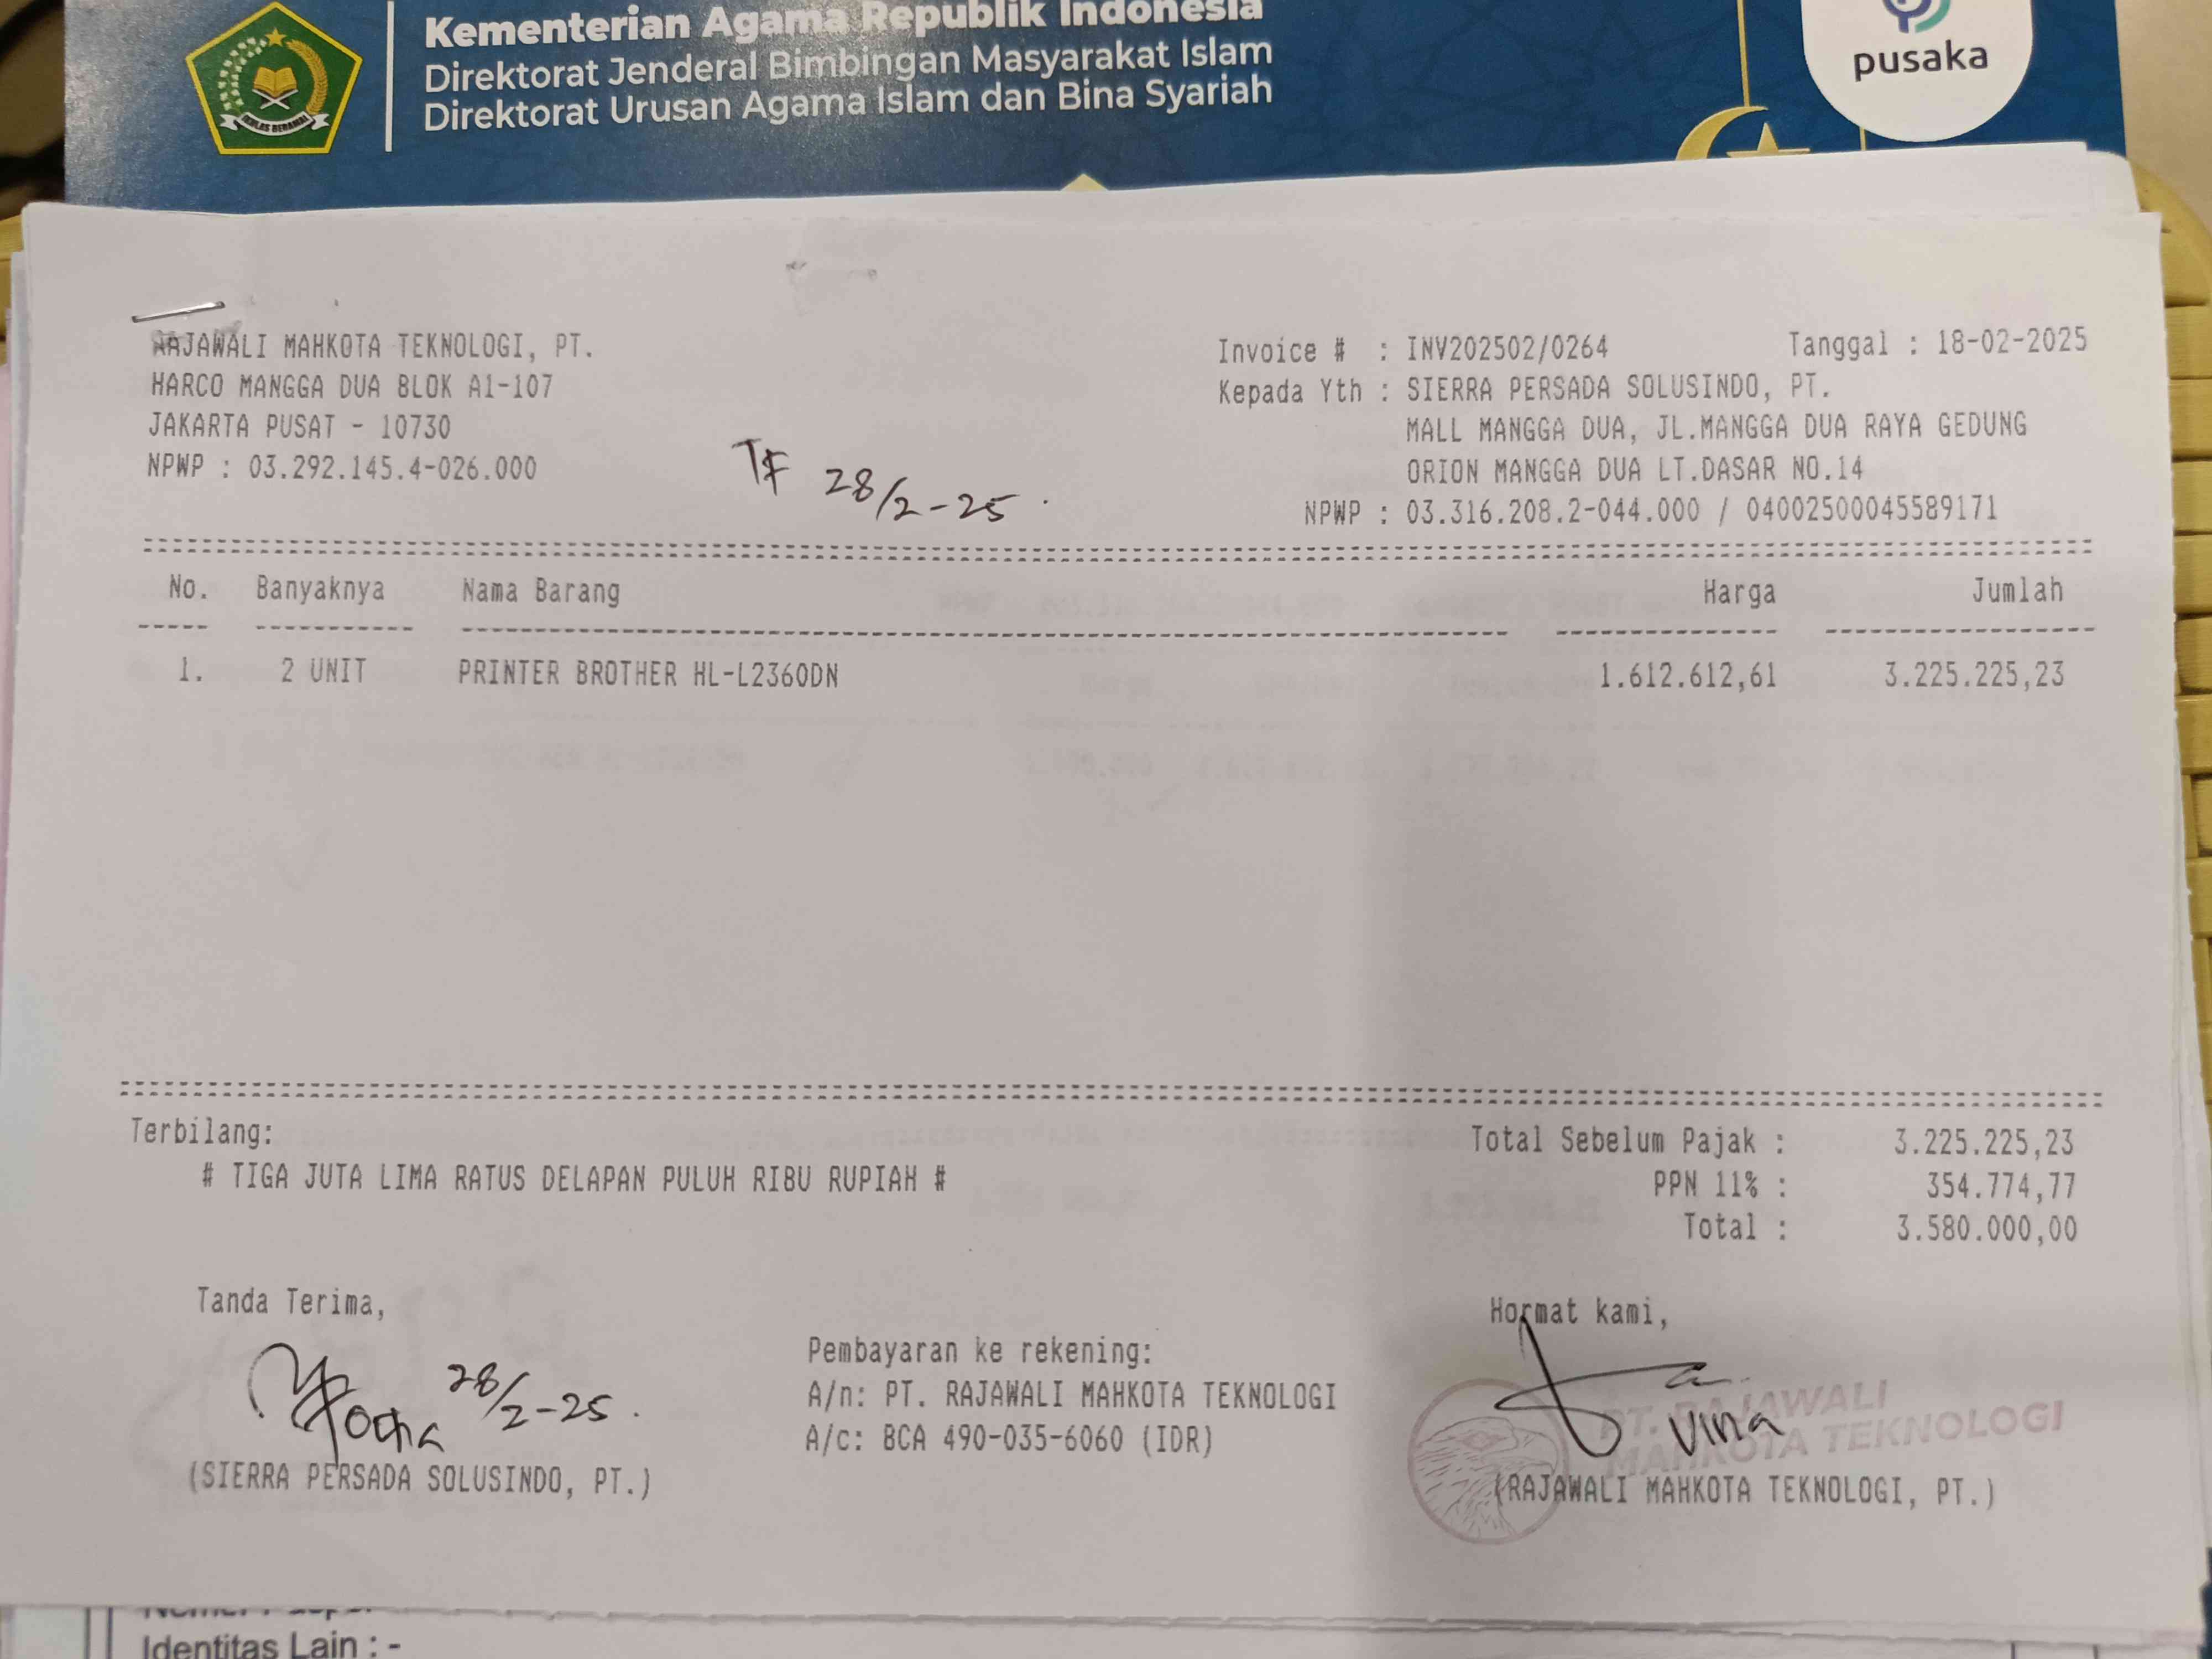 Kementerian Agama Republik Indonesia
Direktorat Jenderal Bimbingan Masyarakat Islam
Direktorat Urusan Agama Islam dan Bina Syariah
IKHLAS BERAMAL
pusaka
RAJAWALI MAHKOTA TEKNOLOGI, PT.
HARCO MANGGA DUA BLOK A1-107
JAKARTA PUSAT - 10730
NPWP : 03.292.145.4-026.000
TF 28/2-25
Invoice # : INV202502/0264 Tanggal : 18-02-2025
Kepada Yth : SIERRA PERSADA SOLUSINDO, PT.
MALL MANGGA DUA, JL.MANGGA DUA RAYA GEDUNG
ORION MANGGA DUA LT.DASAR NO.14
NPWP : 03.316.208.2-044.000 / 04002500045589171
No. Banyaknya Nama Barang Harga Jumlah
1. 2 UNIT PRINTER BROTHER HL-L2360DN 1.612.612,61 3.225.225,23
Terbilang:
# TIGA JUTA LIMA RATUS DELAPAN PULUH RIBU RUPIAH #
Total Sebelum Pajak : 3.225.225,23
PPN 11% : 354.774,77
Total : 3.580.000,00
Tanda Terima,
28/2-25.
(SIERRA PERSADA SOLUSINDO, PT.)
Pembayaran ke rekening:
A/n: PT. RAJAWALI MAHKOTA TEKNOLOGI
A/c: BCA 490-035-6060 (IDR)
Hormat kami,
Vina
PT. RAJAWALI
MAHKOTA TEKNOLOGI
(RAJAWALI MAHKOTA TEKNOLOGI, PT.)
Identitas Lain : -